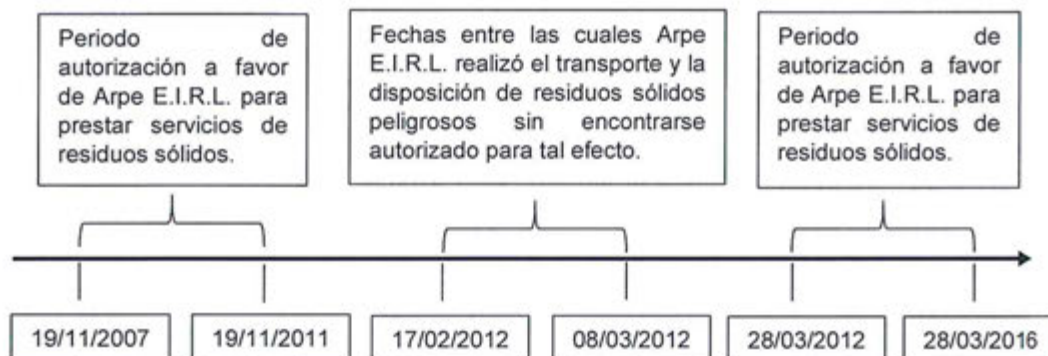 Periodo de
autorización a favor
de Arpe E.I.R.L. para
prestar servicios de
residuos sólidos.
Fechas entre las cuales Arpe
E.I.R.L. realizó el transporte y la
disposición de residuos sólidos
peligrosos sin encontrarse
autorizado para tal efecto.
Periodo de
autorización a favor
de Arpe E.I.R.L. para
prestar servicios de
residuos sólidos.
19/11/2007
19/11/2011
17/02/2012
08/03/2012
28/03/2012
28/03/2016